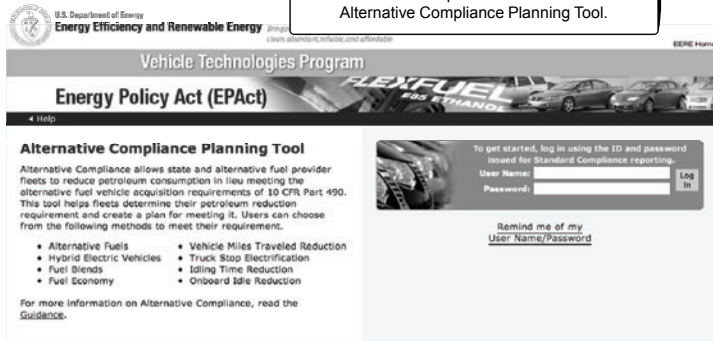 Alternative Compliance Planning Tool.
U.S. Department of Energy
Energy Efficiency and Renewable Energy
clean, abundant, reliable, and affordable
EERE Home
Vehicle Technologies Program
Energy Policy Act (EPAct)
FLEXFUEL
E85 ETHANOL
◄ Help
Alternative Compliance Planning Tool
Alternative Compliance allows state and alternative fuel provider
fleets to reduce petroleum consumption in lieu meeting the
alternative fuel vehicle acquisition requirements of 10 CFR Part 490.
This tool helps fleets determine their petroleum reduction
requirement and create a plan for meeting it. Users can choose
from the following methods to meet their requirement.
• Alternative Fuels
• Hybrid Electric Vehicles
• Fuel Blends
• Fuel Economy
• Vehicle Miles Traveled Reduction
• Truck Stop Electrification
• Idling Time Reduction
• Onboard Idle Reduction
For more information on Alternative Compliance, read the
Guidance.
To get started, log in using the ID and password
issued for Standard Compliance reporting.
User Name:
Password:
Log
In
Remind me of my
User Name/Password